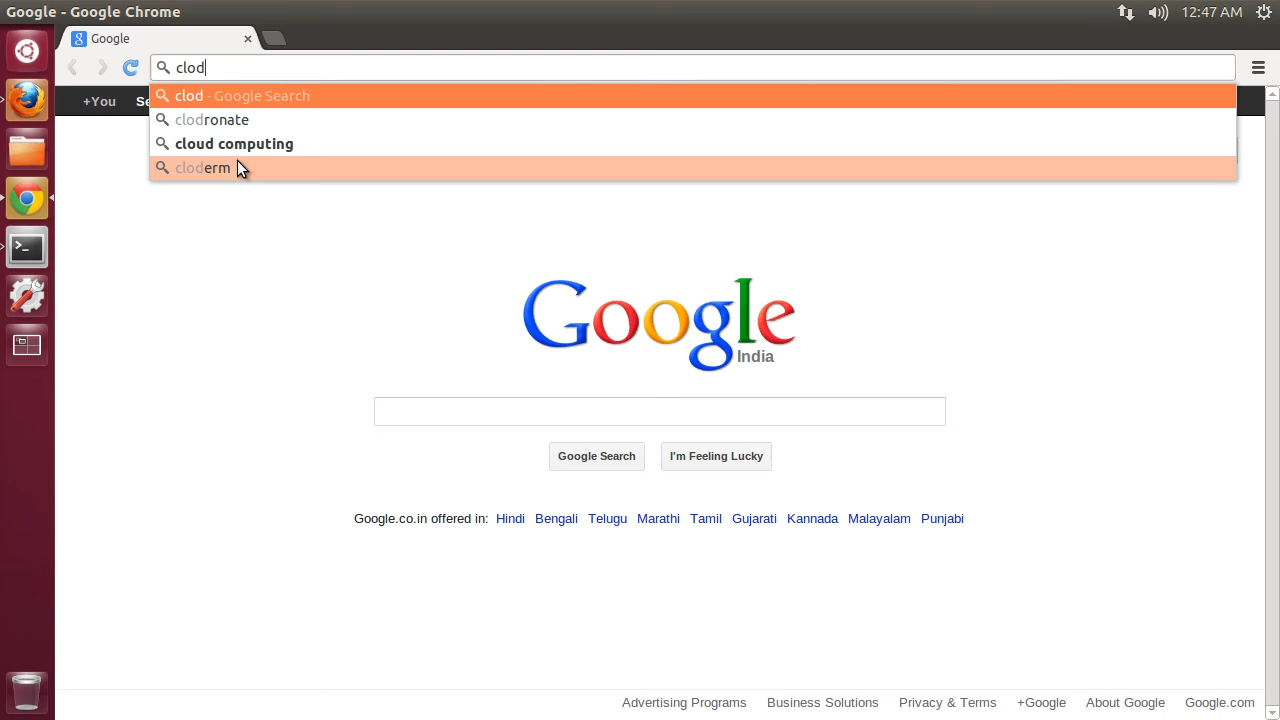 Google - Google Chrome
12:47 AM
Google
clod
+You
clod - Google Search
clodronate
cloud computing
cloderm
Google
India
Google Search I'm Feeling Lucky
Google.co.in offered in: Hindi Bengali Telugu Marathi Tamil Gujarati Kannada Malayalam Punjabi
Advertising Programs Business Solutions Privacy & Terms +Google About Google Google.com